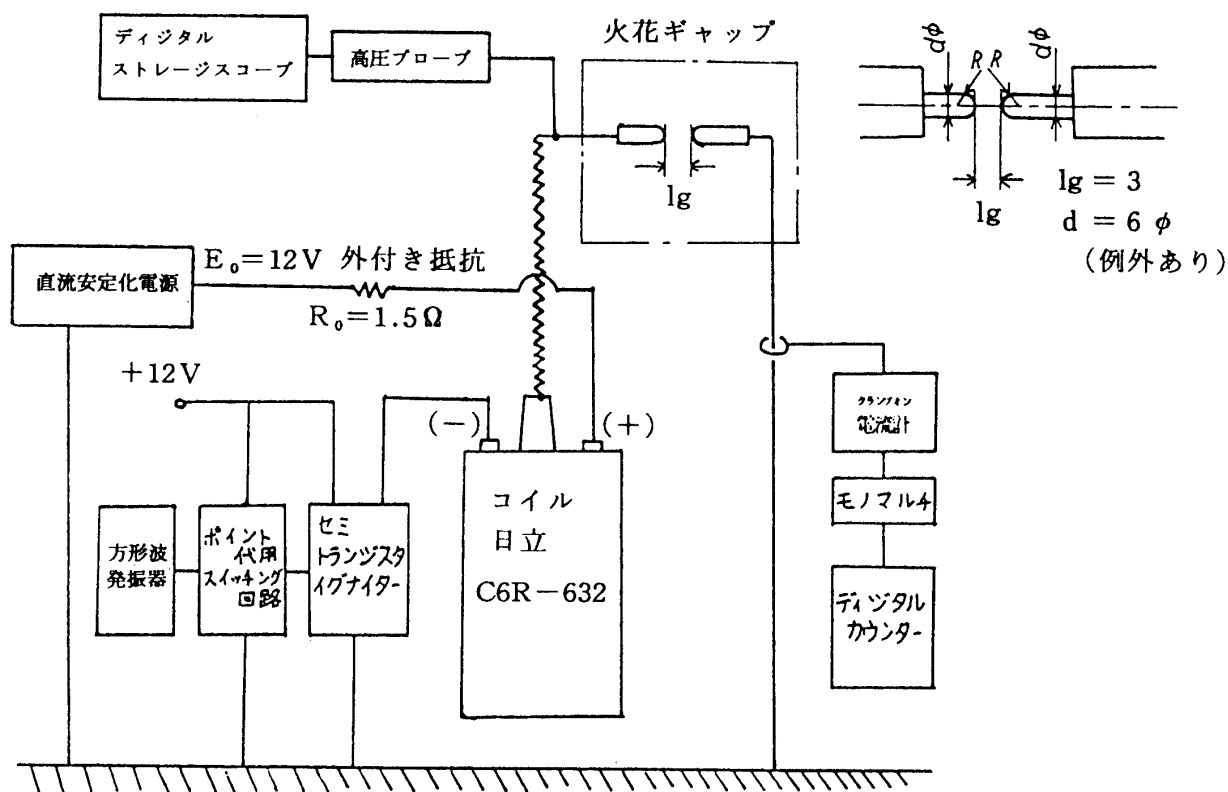 ディジタル
ストレージスコープ
高圧プローブ
火花ギャップ
lg
dφ
R R
dφ
lg
lg = 3
d = 6 φ
(例外あり)
直流安定化電源
E₀=12V 外付き抵抗
R₀=1.5Ω
+12V
(−)
(+)
コイル
日立
C6R−632
方形波
発振器
ポイント
代用
スイッチング
回路
セミ
トランジスタ
イグナイター
クランプオン
電流計
モノマルチ
ディジタル
カウンター